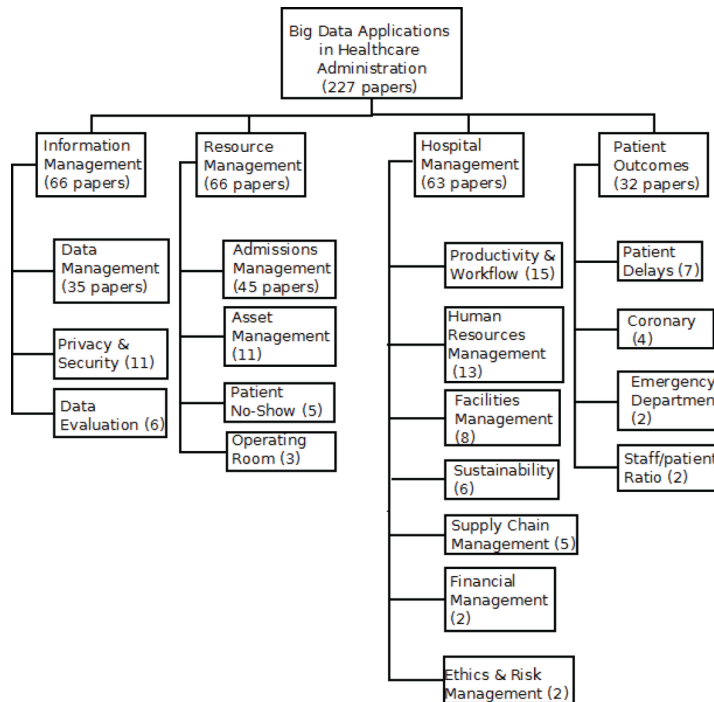 Big Data Applications
in Healthcare
Administration
(227 papers)
Information
Management
(66 papers)
Data
Management
(35 papers)
Privacy &
Security (11)
Data
Evaluation (6)
Resource
Management
(66 papers)
Admissions
Management
(45 papers)
Asset
Management
(11)
Patient
No-Show (5)
Operating
Room (3)
Hospital
Management
(63 papers)
Productivity &
Workflow (15)
Human
Resources
Management
(13)
Facilities
Management
(8)
Sustainability
(6)
Supply Chain
Management (5)
Financial
Management
(2)
Ethics & Risk
Management (2)
Patient
Outcomes
(32 papers)
Patient
Delays (7)
Coronary
(4)
Emergency
Department
(2)
Staff/patient
Ratio (2)